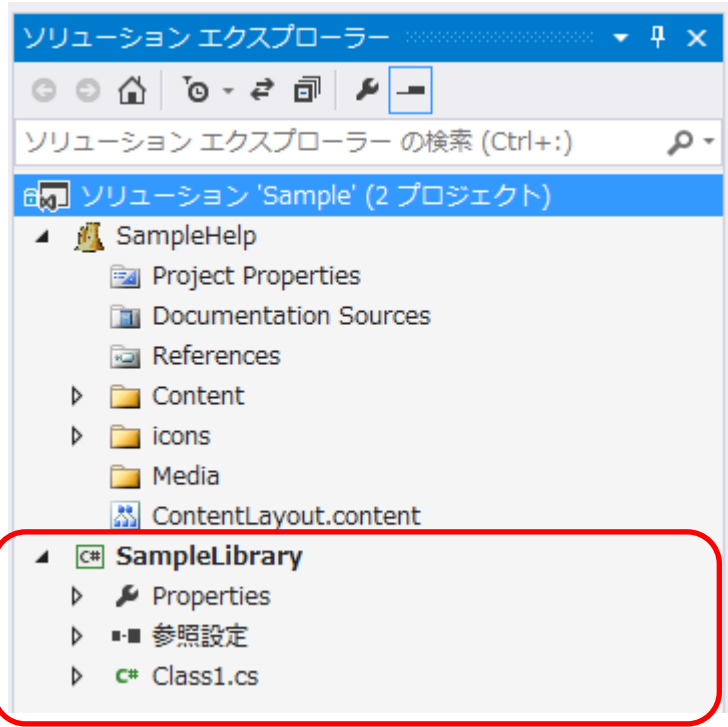 ソリューション エクスプローラー
ソリューション エクスプローラー の検索 (Ctrl+:)
ソリューション 'Sample' (2 プロジェクト)
SampleHelp
Project Properties
Documentation Sources
References
Content
icons
Media
ContentLayout.content
C# SampleLibrary
Properties
参照設定
C# Class1.cs